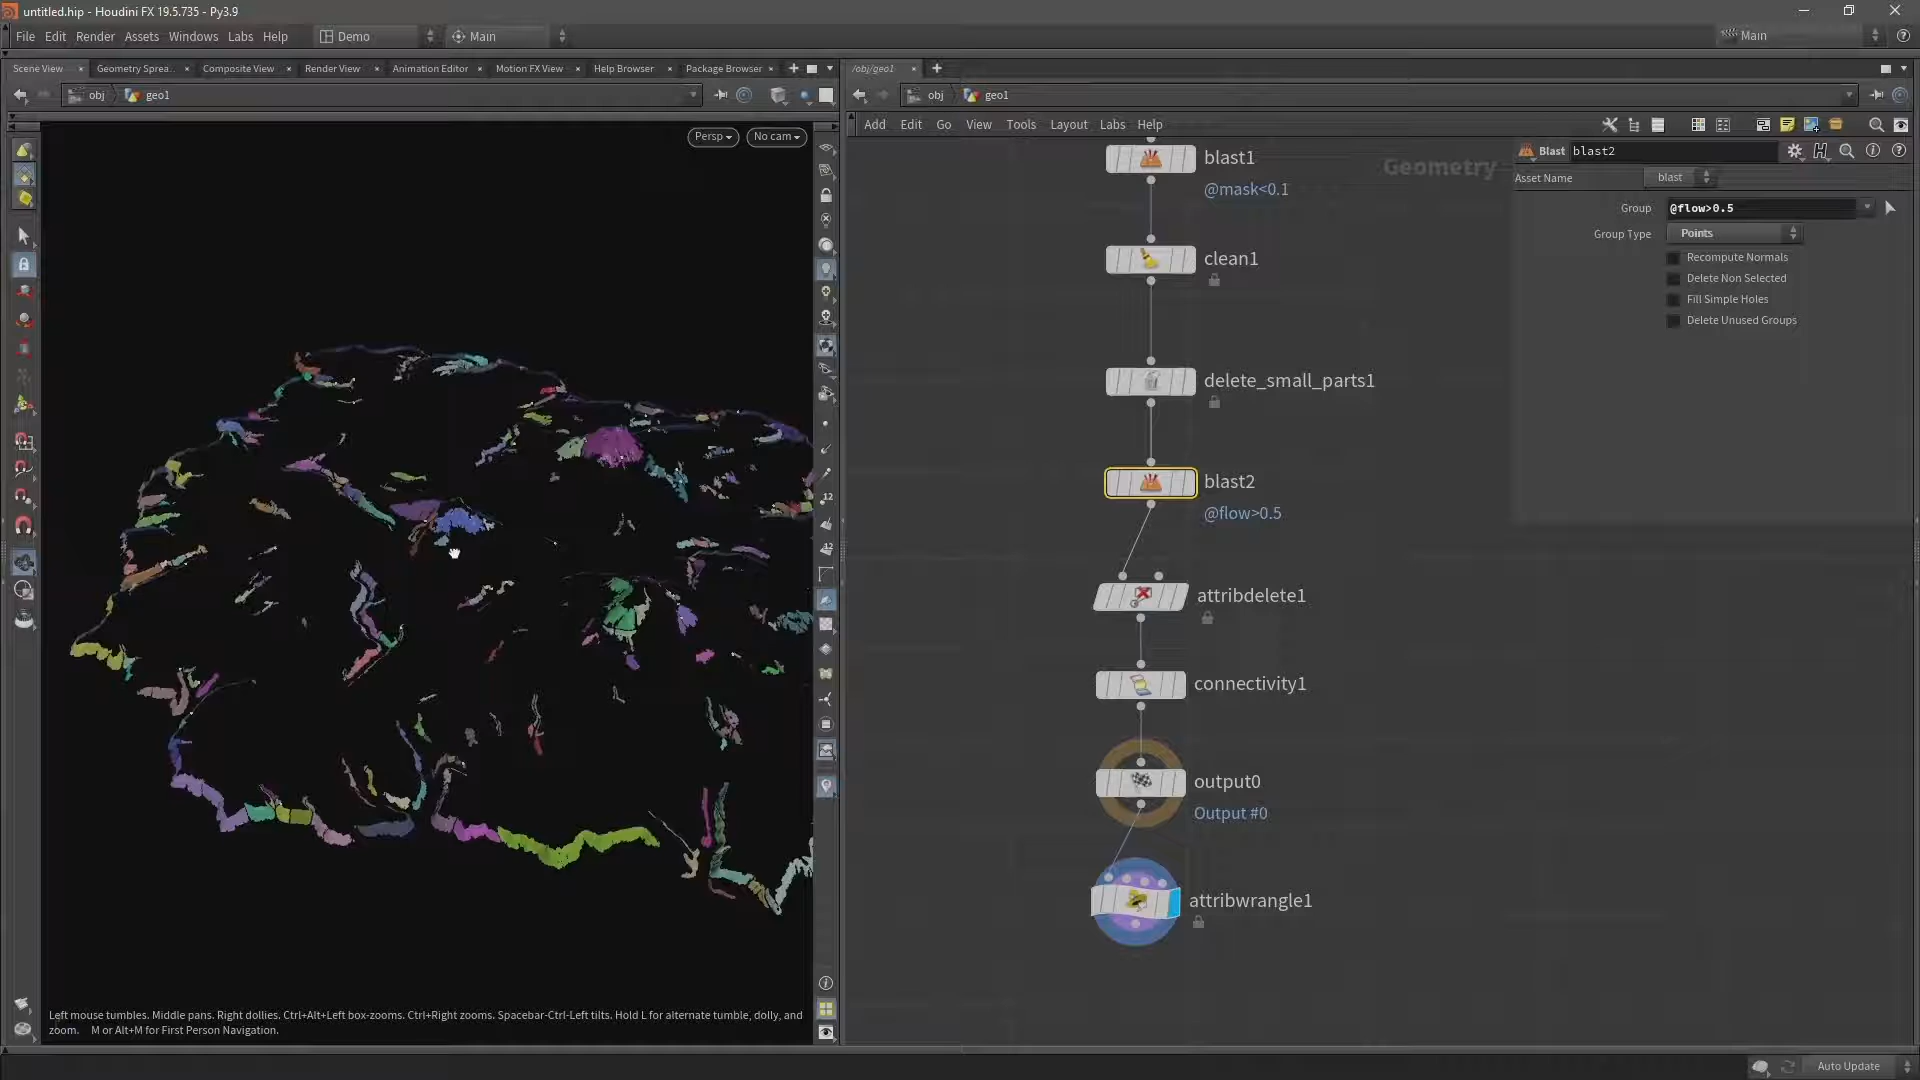 untitled.hip - Houdini FX 19.5.735 - Py3.9
File Edit Render Assets Windows Labs Help Demo Main Main
Scene View Geometry Sprea... Composite View Render View Animation Editor Motion FX View Help Browser Package Browser
obj geo1
Persp No cam
12
12
Left mouse tumbles. Middle pans. Right dollies. Ctrl+Alt+Left box-zooms. Ctrl+Right zooms. Spacebar-Ctrl-Left tilts. Hold L for alternate tumble, dolly, and
zoom. M or Alt+M for First Person Navigation.
/obj/geo1
obj geo1
Add Edit Go View Tools Layout Labs Help
Geometry
blast1
@mask<0.1
clean1
delete_small_parts1
blast2
@flow>0.5
attribdelete1
connectivity1
output0
Output #0
attribwrangle1
Blast blast2
Asset Name blast
Group @flow>0.5
Group Type Points
Recompute Normals
Delete Non Selected
Fill Simple Holes
Delete Unused Groups
Auto Update